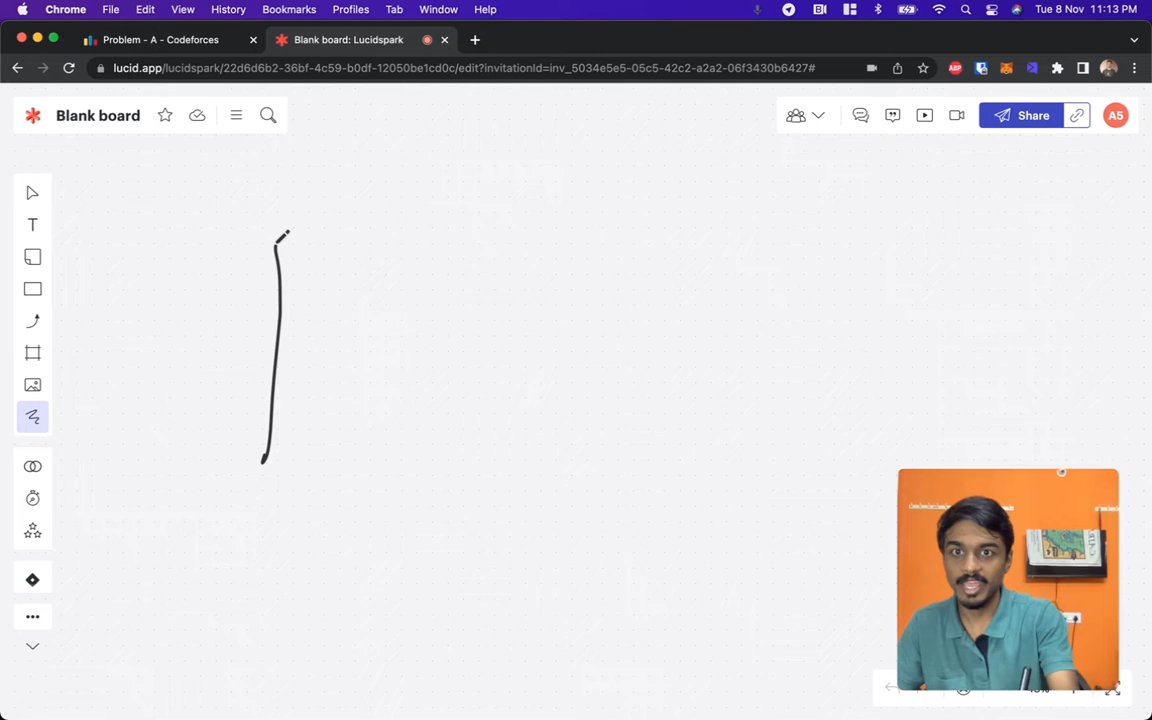 Chrome File Edit View History Bookmarks Profiles Tab Window Help Tue 8 Nov 11:13 PM
Problem - A - Codeforces Blank board: Lucidspark
lucid.app/lucidspark/22d6d6b2-36bf-4c59-b0df-12050be1cd0c/edit?invitationId=inv_5034e5e5-05c5-42c2-a2a2-06f3430b6427#
ABP
Blank board Share A5
T